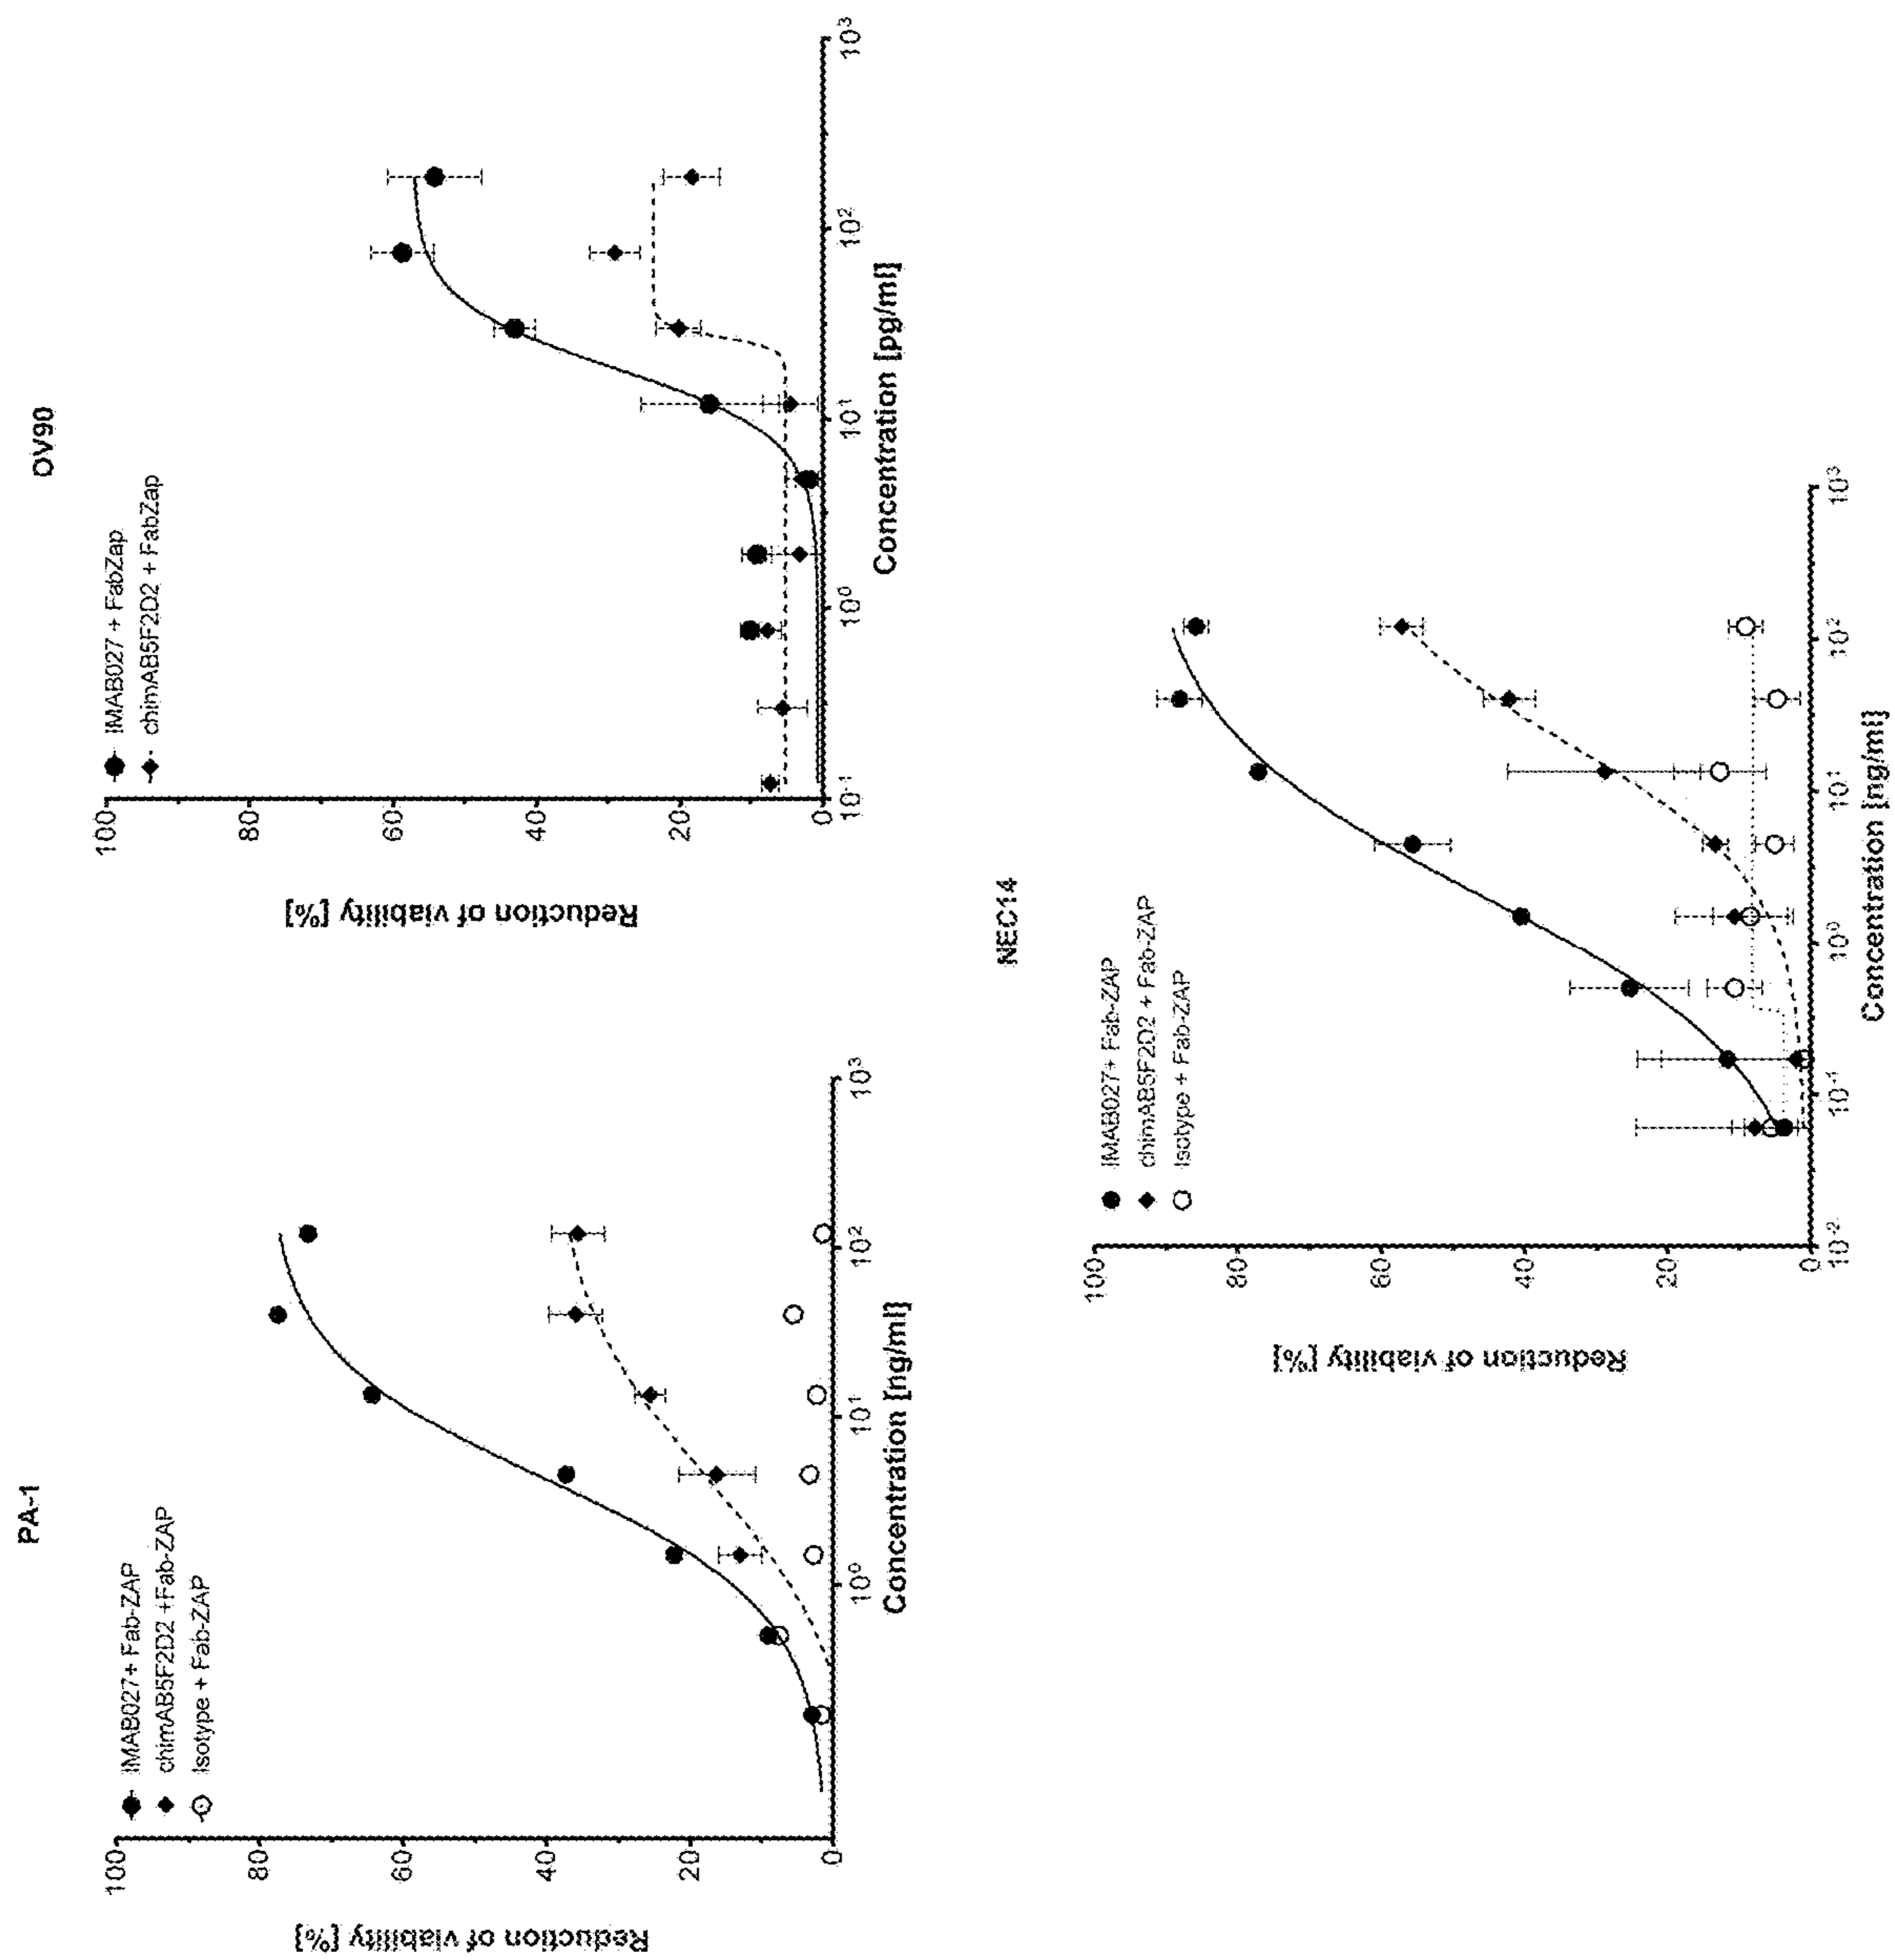 PA-1
IMAB027+ Fab-ZAP
chimAB5F2D2 +Fab-ZAP
Isotype + Fab-ZAP
Reduction of viability [%]
100
80
60
40
20
0
10⁰
10¹
10²
10³
Concentration [ng/ml]
OV90
IMAB027 + FabZap
chimAB5F2D2 + FabZap
Reduction of viability [%]
100
80
60
40
20
0
10⁻¹
10⁰
10¹
10²
10³
Concentration [pg/ml]
NEC14
IMAB027+ Fab-ZAP
chimAB5F2D2 + Fab-ZAP
Isotype + Fab-ZAP
Reduction of viability [%]
100
80
60
40
20
0
10⁻²
10⁻¹
10⁰
10¹
10²
10³
Concentration [ng/ml]